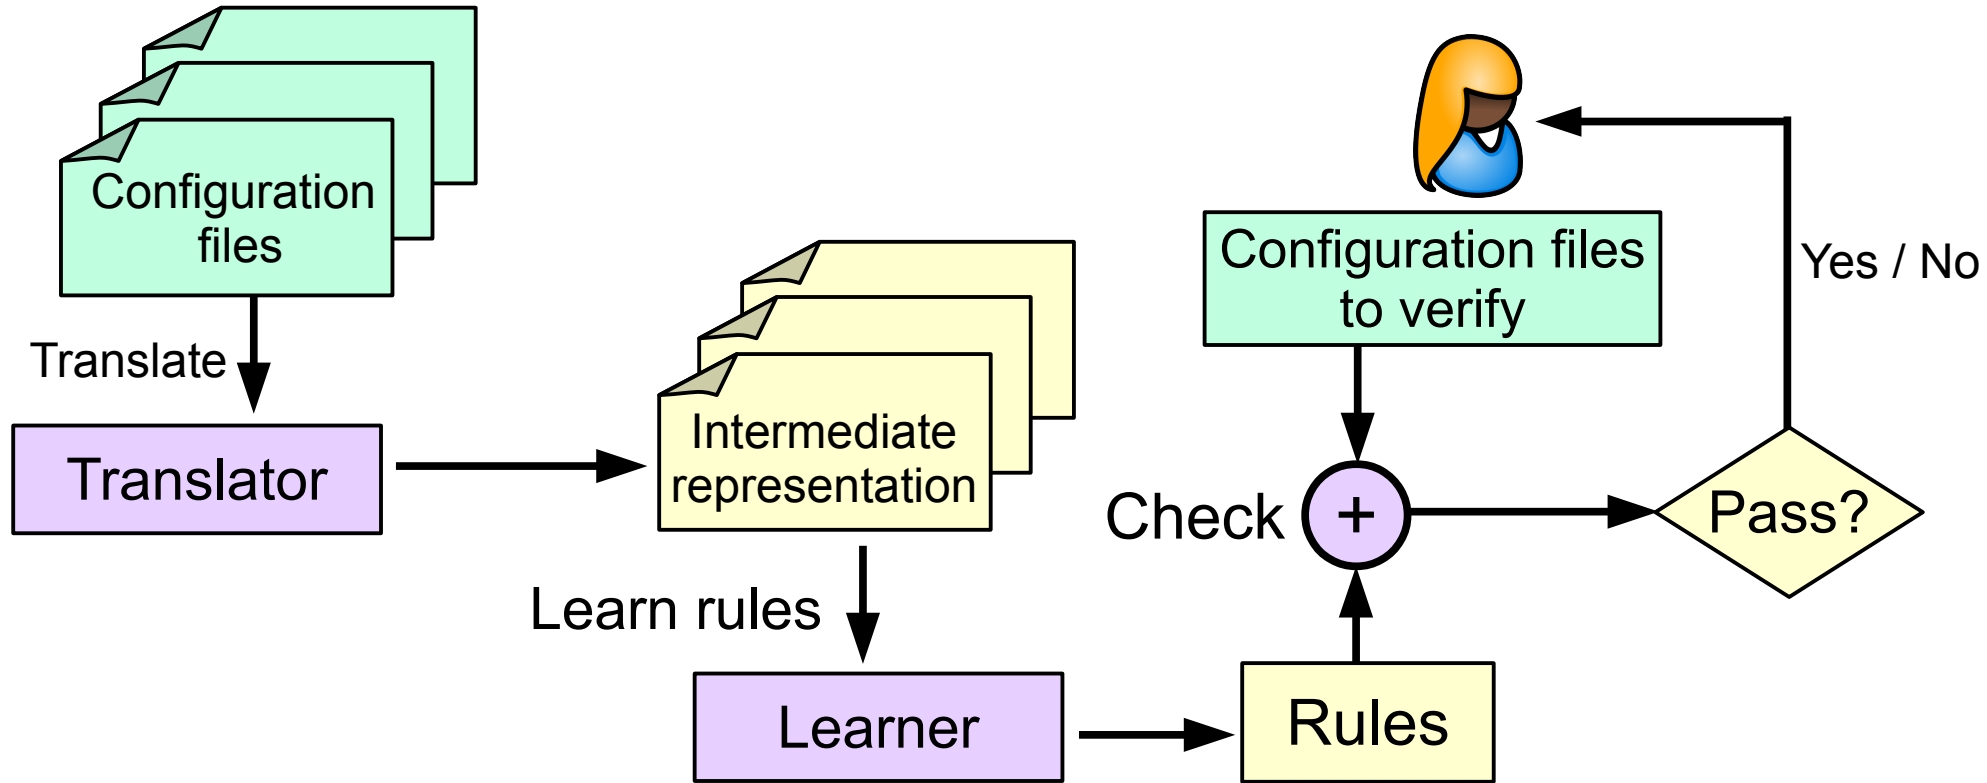 Configuration
files
Translate
Translator
Intermediate
representation
Learn rules
Learner
Rules
Configuration files
to verify
Check
+
Pass?
Yes / No